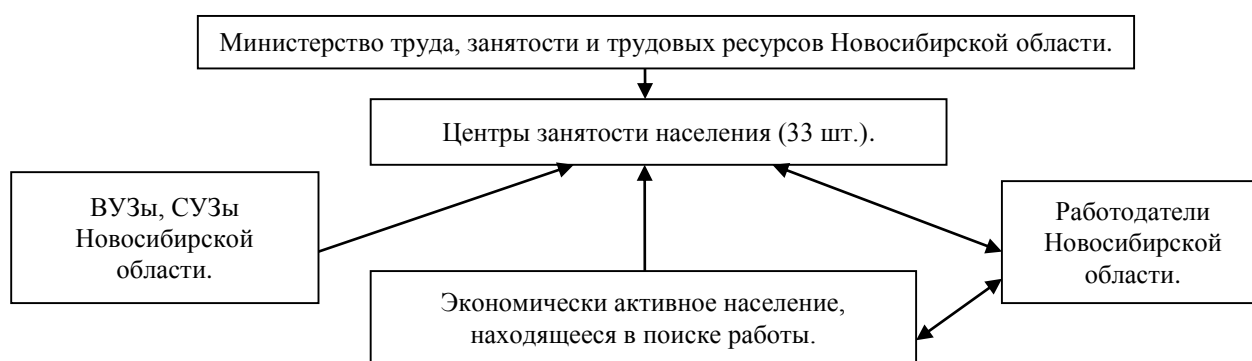 Министерство труда, занятости и трудовых ресурсов Новосибирской области.
Центры занятости населения (33 шт.).
ВУЗы, СУЗы
Новосибирской
области.
Работодатели
Новосибирской
области.
Экономически активное население,
находящееся в поиске работы.